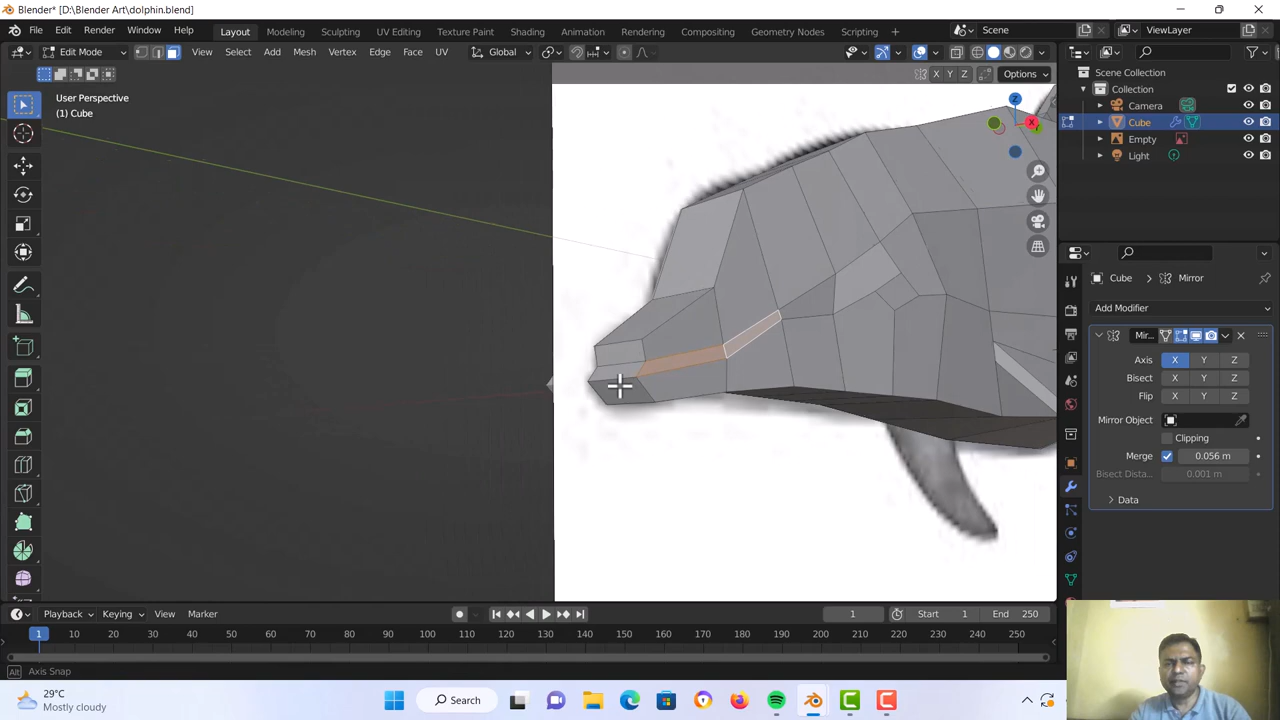 Blender* [D:\Blender Art\dolphin.blend]
File Edit Render Window Help Layout Modeling Sculpting UV Editing Texture Paint Shading Animation Rendering Compositing Geometry Nodes Scripting + Scene ViewLayer
Edit Mode View Select Add Mesh Vertex Edge Face UV Global
X Y Z Options
User Perspective
(1) Cube
Z
X
Y
Scene Collection
Collection
Camera
Cube
Empty
Light
Cube > Mirror
Add Modifier
Mir...
Axis X Y Z
Bisect X Y Z
Flip X Y Z
Mirror Object
Clipping
Merge 0.056 m
Bisect Dista... 0.001 m
Data
Playback Keying View Marker 1 Start 1 End 250
1 10 20 30 40 50 60 70 80 90 100 110 120 130 140 150 160 170 180 190 200 210 220 230 240 250
Alt Axis Snap
29°C
Mostly cloudy
Search